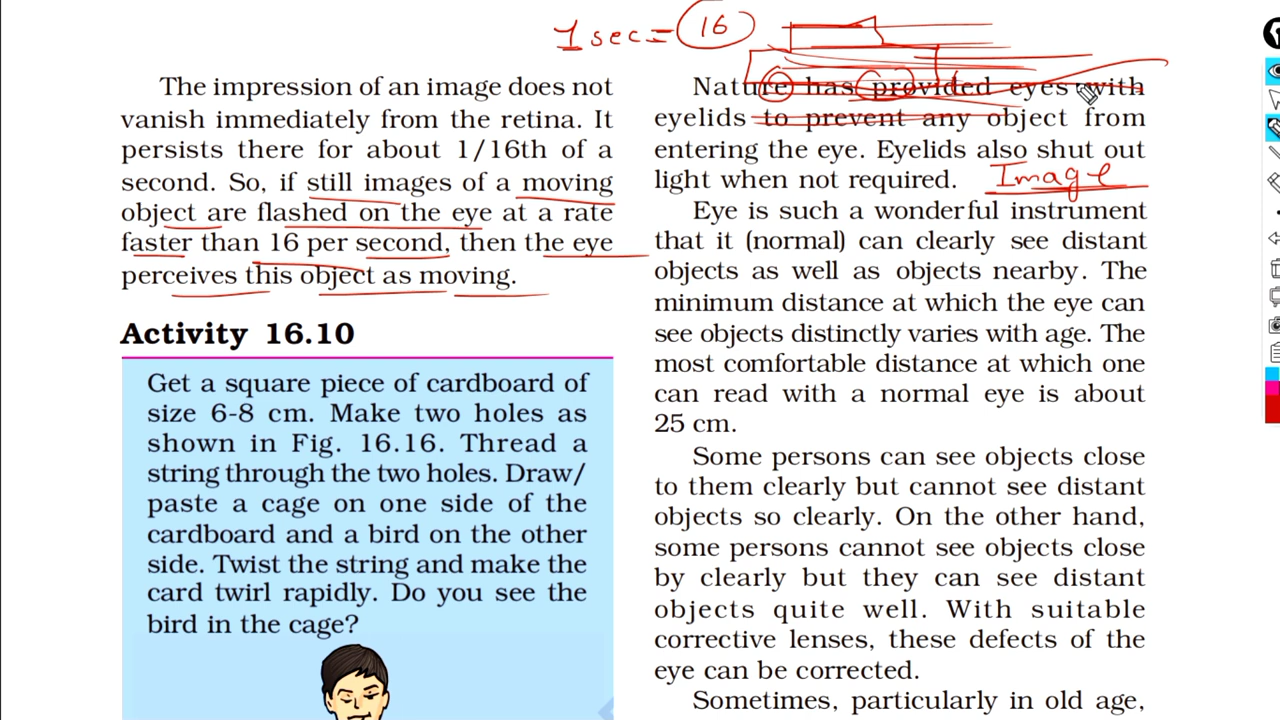 1 sec = 16
The impression of an image does not
vanish immediately from the retina. It
persists there for about 1/16th of a
second. So, if still images of a moving
object are flashed on the eye at a rate
faster than 16 per second, then the eye
perceives this object as moving.
Activity 16.10
Get a square piece of cardboard of
size 6-8 cm. Make two holes as
shown in Fig. 16.16. Thread a
string through the two holes. Draw/
paste a cage on one side of the
cardboard and a bird on the other
side. Twist the string and make the
card twirl rapidly. Do you see the
bird in the cage?
Nature has provided eyes with
eyelids to prevent any object from
entering the eye. Eyelids also shut out
light when not required. Image
Eye is such a wonderful instrument
that it (normal) can clearly see distant
objects as well as objects nearby. The
minimum distance at which the eye can
see objects distinctly varies with age. The
most comfortable distance at which one
can read with a normal eye is about
25 cm.
Some persons can see objects close
to them clearly but cannot see distant
objects so clearly. On the other hand,
some persons cannot see objects close
by clearly but they can see distant
objects quite well. With suitable
corrective lenses, these defects of the
eye can be corrected.
Sometimes, particularly in old age,